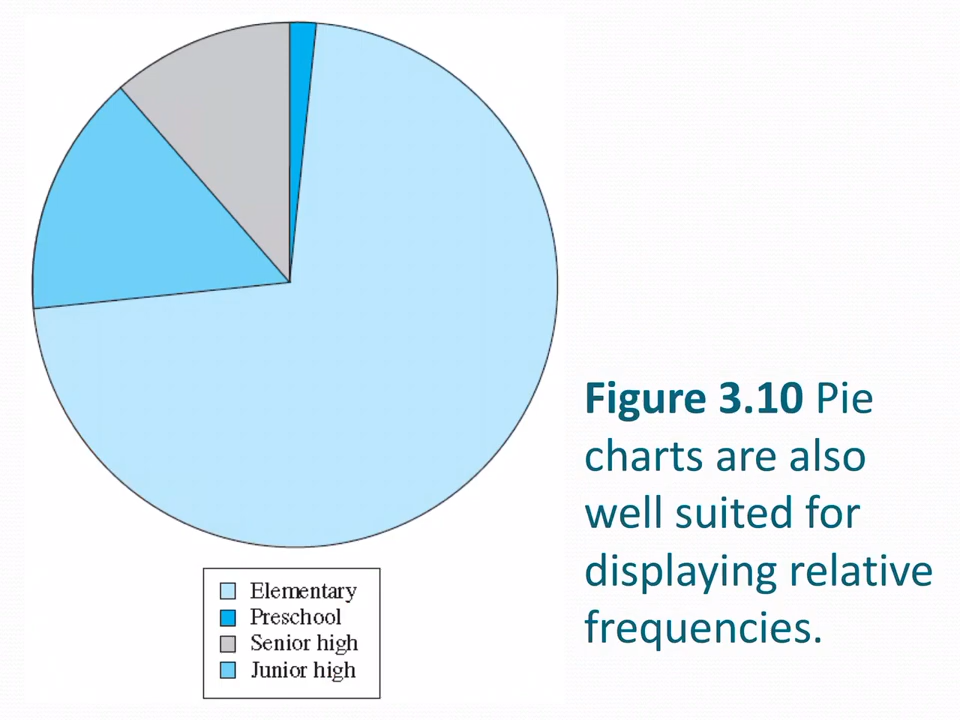 Figure 3.10 Pie
charts are also
well suited for
displaying relative
frequencies.
Elementary
Preschool
Senior high
Junior high